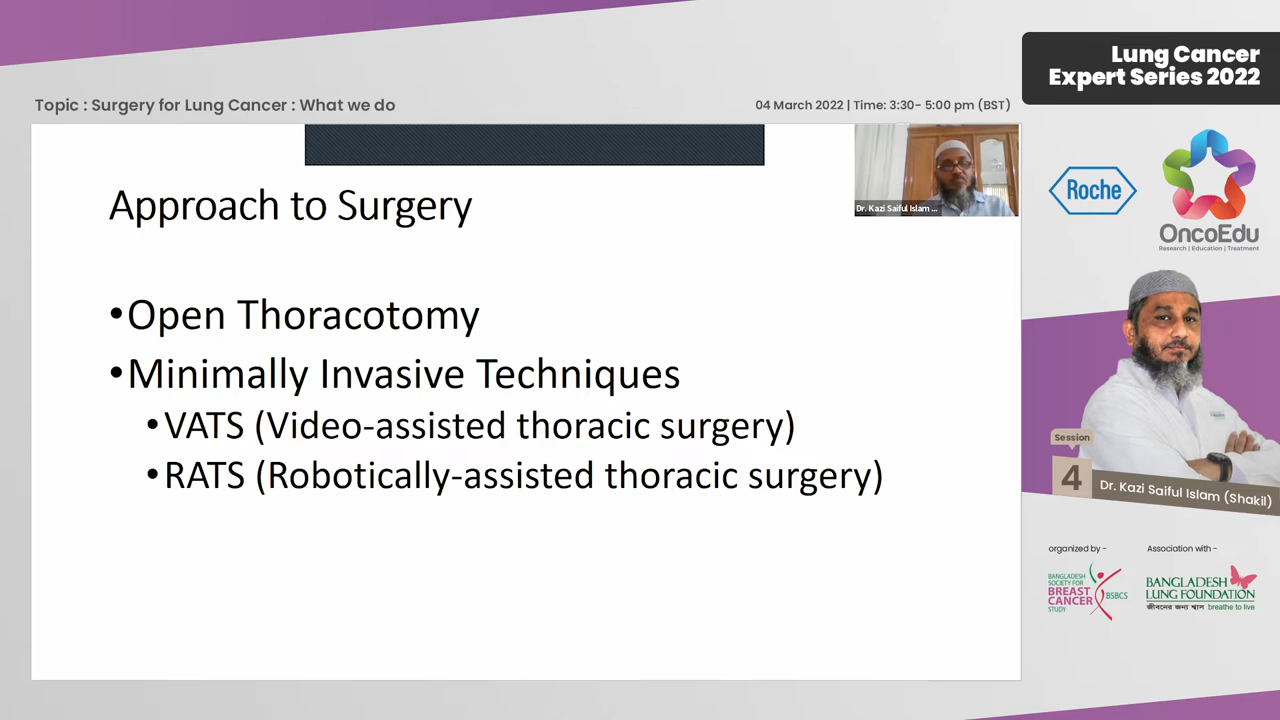 Lung Cancer
Expert Series 2022
Topic : Surgery for Lung Cancer : What we do
04 March 2022 | Time: 3:30- 5:00 pm (BST)
Approach to Surgery
•Open Thoracotomy
•Minimally Invasive Techniques
•VATS (Video-assisted thoracic surgery)
•RATS (Robotically-assisted thoracic surgery)
Dr. Kazi Saiful Islam ...
Roche
OncoEdu
Research | Education | Treatment
Session
4
Dr. Kazi Saiful Islam (Shakil)
organized by -
BANGLADESH
SOCIETY FOR
BREAST
CANCER
STUDY
BSBCS
Association with -
BANGLADESH
LUNG FOUNDATION
জীবনের জন্য শ্বাস breathe to live